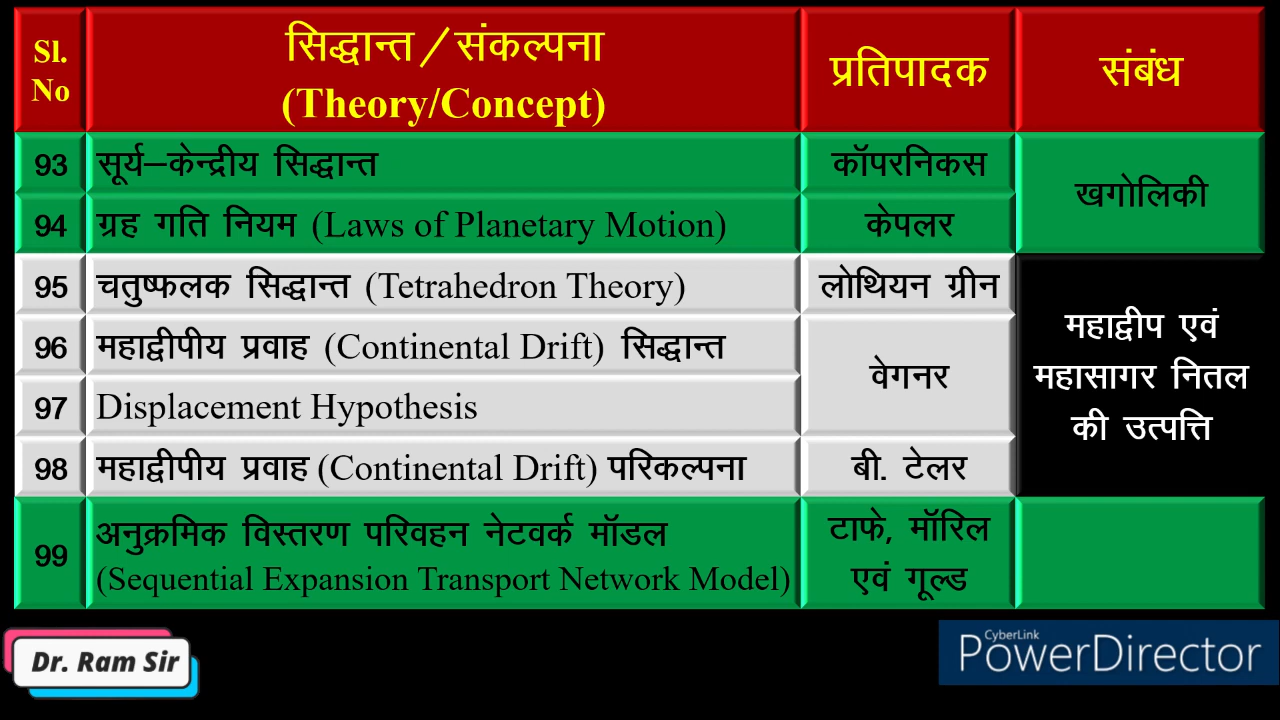 Sl. No
सिद्धान्त/संकल्पना
(Theory/Concept)
प्रतिपादक
संबंध
93 सूर्य–केन्द्रीय सिद्धान्त कॉपरनिकस
खगोलिकी
94 ग्रह गति नियम (Laws of Planetary Motion) केपलर
95 चतुष्फलक सिद्धान्त (Tetrahedron Theory) लोथियन ग्रीन
96 महाद्वीपीय प्रवाह (Continental Drift) सिद्धान्त
वेगनर
97 Displacement Hypothesis
98 महाद्वीपीय प्रवाह (Continental Drift) परिकल्पना बी. टेलर
महाद्वीप एवं
महासागर नितल
की उत्पत्ति
99 अनुक्रमिक विस्तरण परिवहन नेटवर्क मॉडल
(Sequential Expansion Transport Network Model)
टाफे, मॉरिल
एवं गूल्ड
Dr. Ram Sir
CyberLink
PowerDirector